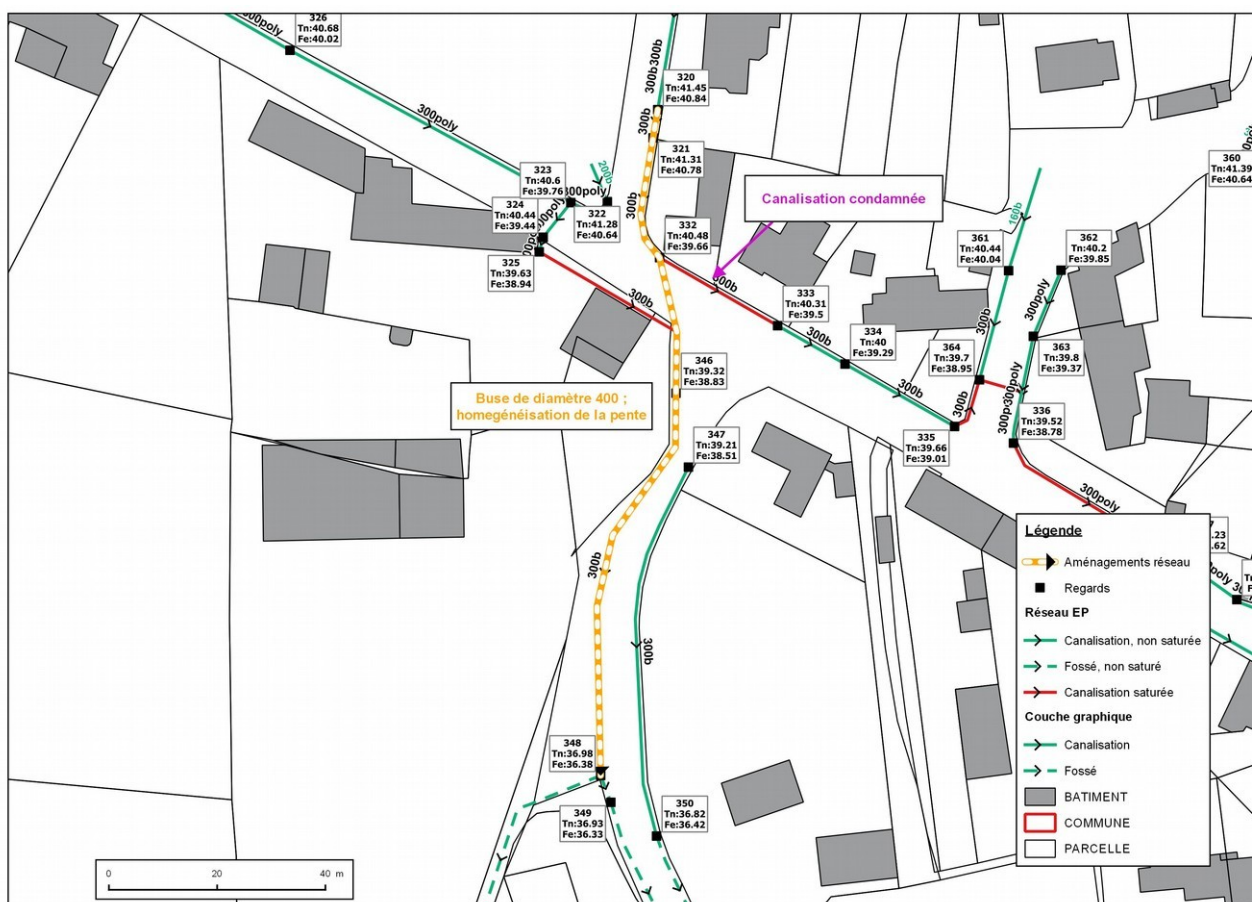 300poly
326
Tn:40.68
Fe:40.02
300b
300b
320
Tn:41.45
Fe:40.84
300poly
300b
321
Tn:41.31
Fe:40.78
360
Tn:41.39
Fe:40.64
323
Tn:40.6
Fe:39.76
200b
300poly
324
Tn:40.44
Fe:39.44
322
Tn:41.28
Fe:40.64
300b
Canalisation condamnée
332
Tn:40.48
Fe:39.66
160b
361
Tn:40.44
Fe:40.04
362
Tn:40.2
Fe:39.85
325
Tn:39.63
Fe:38.94
300b
300b
333
Tn:40.31
Fe:39.5
300b
334
Tn:40
Fe:39.29
300b
300poly
364
Tn:39.7
Fe:38.95
363
Tn:39.8
Fe:39.37
346
Tn:39.32
Fe:38.83
Buse de diamètre 400 ;
homegénéisation de la pente
300b
300b
300poly
336
Tn:39.52
Fe:38.78
335
Tn:39.66
Fe:39.01
347
Tn:39.21
Fe:38.51
300poly
300b
300b
348
Tn:36.98
Fe:36.38
349
Tn:36.93
Fe:36.33
350
Tn:36.82
Fe:36.42
Légende
Aménagements réseau
Regards
Réseau EP
Canalisation, non saturée
Fossé, non saturé
Canalisation saturée
Couche graphique
Canalisation
Fossé
BATIMENT
COMMUNE
PARCELLE
0 20 40 m